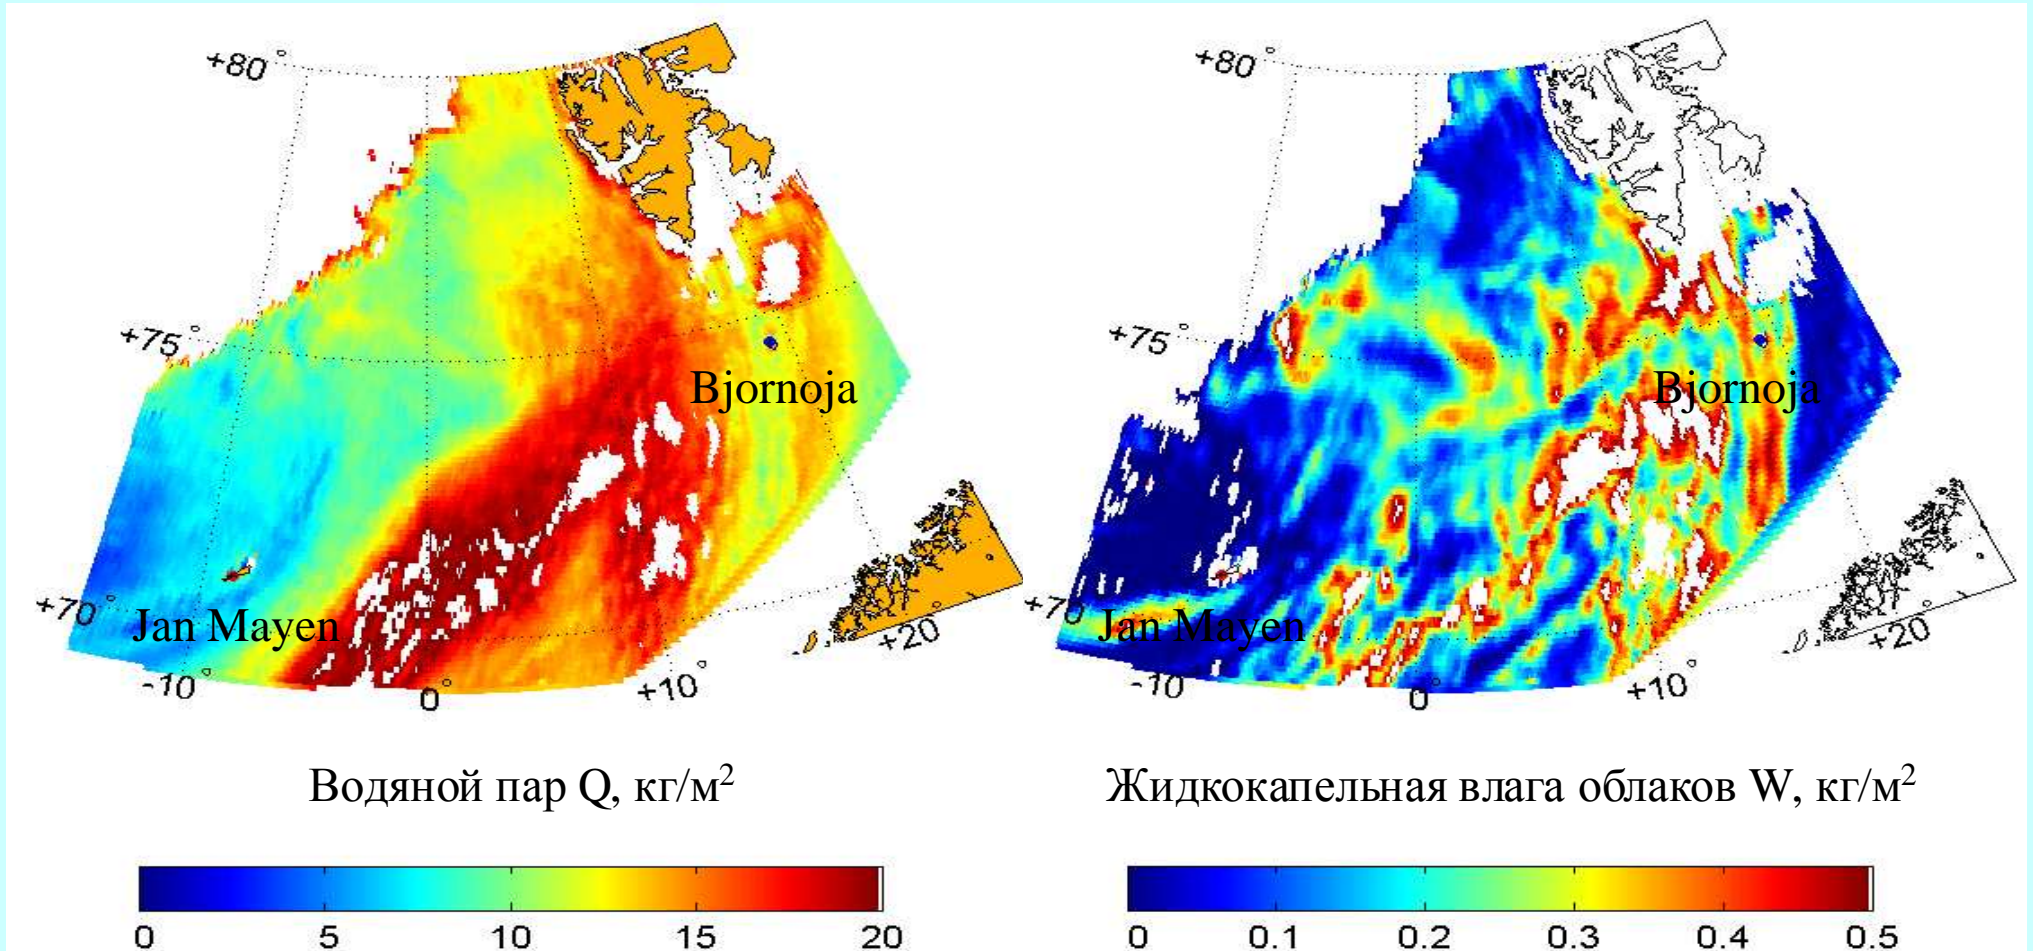 +80°
+75°
Bjornoja
+70°
Jan Mayen
+20°
-10°
0°
+10°
Водяной пар Q, кг/м²
0 5 10 15 20
+80°
+75°
Bjornoja
+70
Jan Mayen
+20°
-10°
0°
+10°
Жидкокапельная влага облаков W, кг/м²
0 0.1 0.2 0.3 0.4 0.5